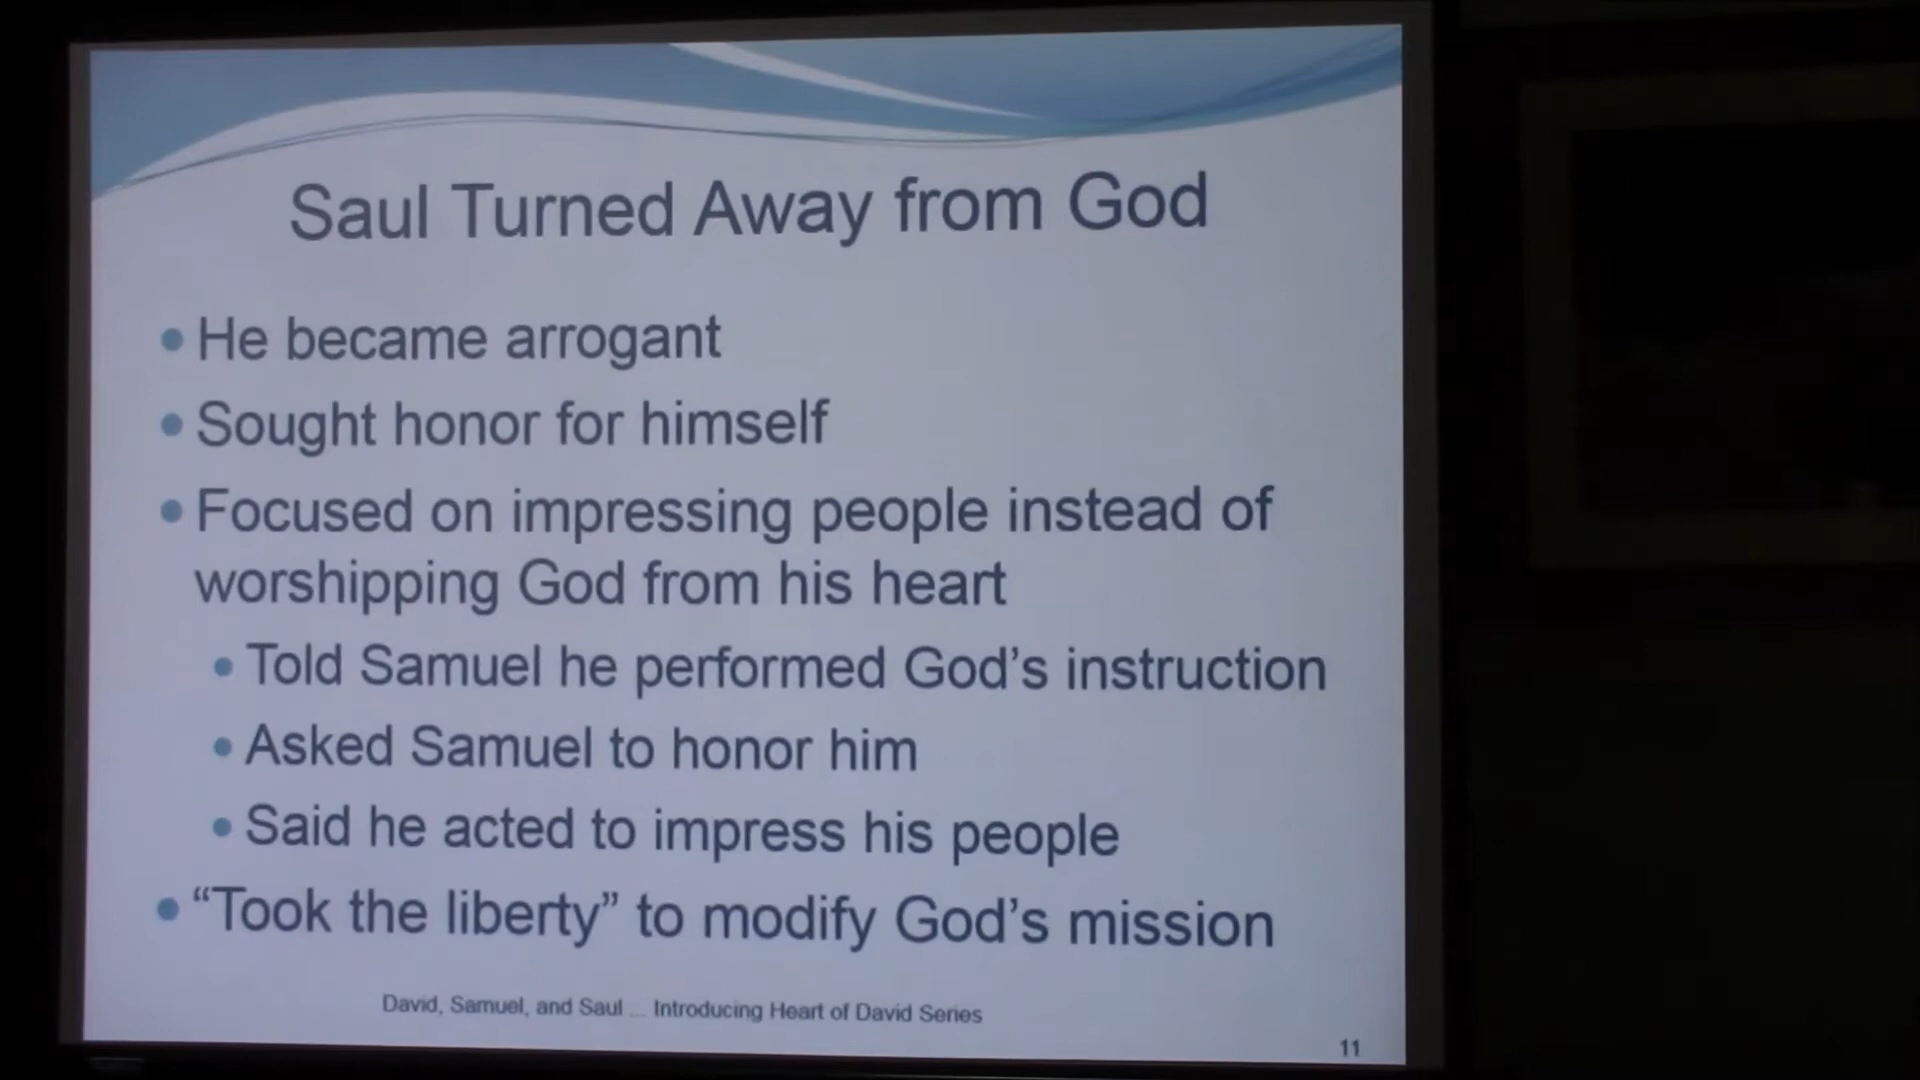 Saul Turned Away from God
• He became arrogant
• Sought honor for himself
• Focused on impressing people instead of
worshipping God from his heart
• Told Samuel he performed God’s instruction
• Asked Samuel to honor him
• Said he acted to impress his people
• “Took the liberty” to modify God’s mission
David, Samuel, and Saul ... Introducing Heart of David Series
11